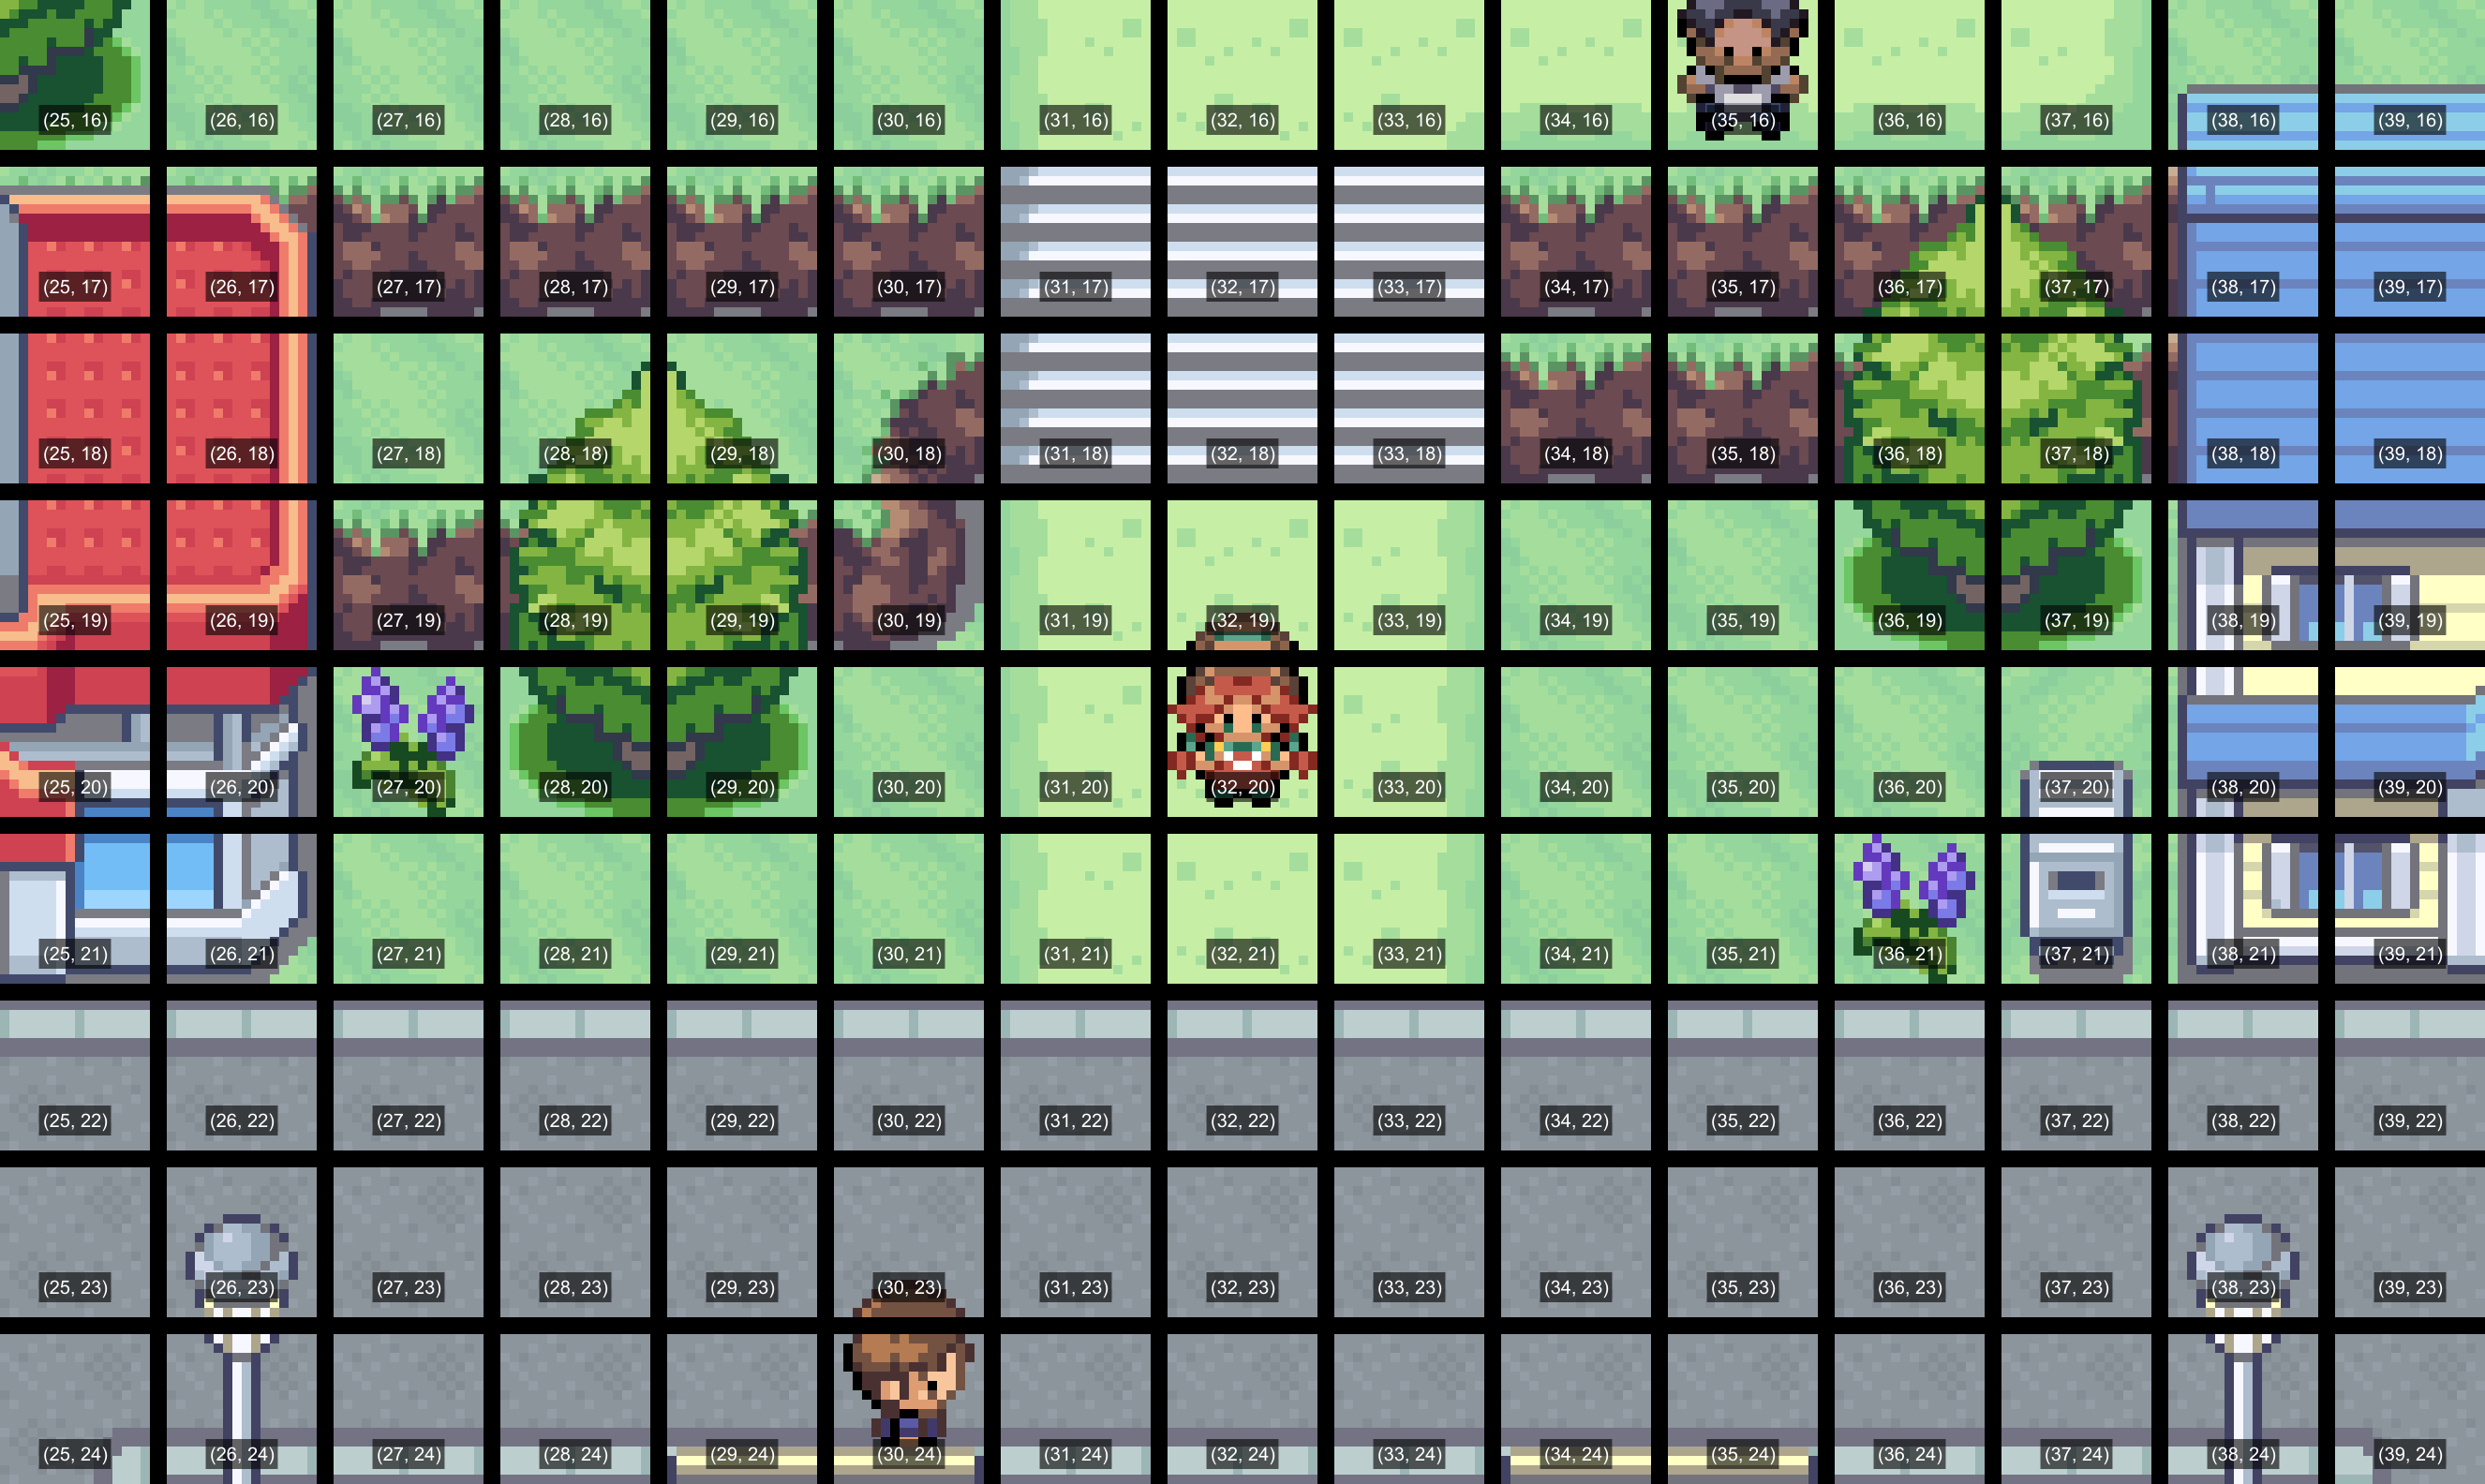 (25, 16) (26, 16) (27, 16) (28, 16) (29, 16) (30, 16) (31, 16) (32, 16) (33, 16) (34, 16) (35, 16) (36, 16) (37, 16) (38, 16) (39, 16)
(25, 17) (26, 17) (27, 17) (28, 17) (29, 17) (30, 17) (31, 17) (32, 17) (33, 17) (34, 17) (35, 17) (36, 17) (37, 17) (38, 17) (39, 17)
(25, 18) (26, 18) (27, 18) (28, 18) (29, 18) (30, 18) (31, 18) (32, 18) (33, 18) (34, 18) (35, 18) (36, 18) (37, 18) (38, 18) (39, 18)
(25, 19) (26, 19) (27, 19) (28, 19) (29, 19) (30, 19) (31, 19) (32, 19) (33, 19) (34, 19) (35, 19) (36, 19) (37, 19) (38, 19) (39, 19)
(25, 20) (26, 20) (27, 20) (28, 20) (29, 20) (30, 20) (31, 20) (32, 20) (33, 20) (34, 20) (35, 20) (36, 20) (37, 20) (38, 20) (39, 20)
(25, 21) (26, 21) (27, 21) (28, 21) (29, 21) (30, 21) (31, 21) (32, 21) (33, 21) (34, 21) (35, 21) (36, 21) (37, 21) (38, 21) (39, 21)
(25, 22) (26, 22) (27, 22) (28, 22) (29, 22) (30, 22) (31, 22) (32, 22) (33, 22) (34, 22) (35, 22) (36, 22) (37, 22) (38, 22) (39, 22)
(25, 23) (26, 23) (27, 23) (28, 23) (29, 23) (30, 23) (31, 23) (32, 23) (33, 23) (34, 23) (35, 23) (36, 23) (37, 23) (38, 23) (39, 23)
(25, 24) (26, 24) (27, 24) (28, 24) (29, 24) (30, 24) (31, 24) (32, 24) (33, 24) (34, 24) (35, 24) (36, 24) (37, 24) (38, 24) (39, 24)